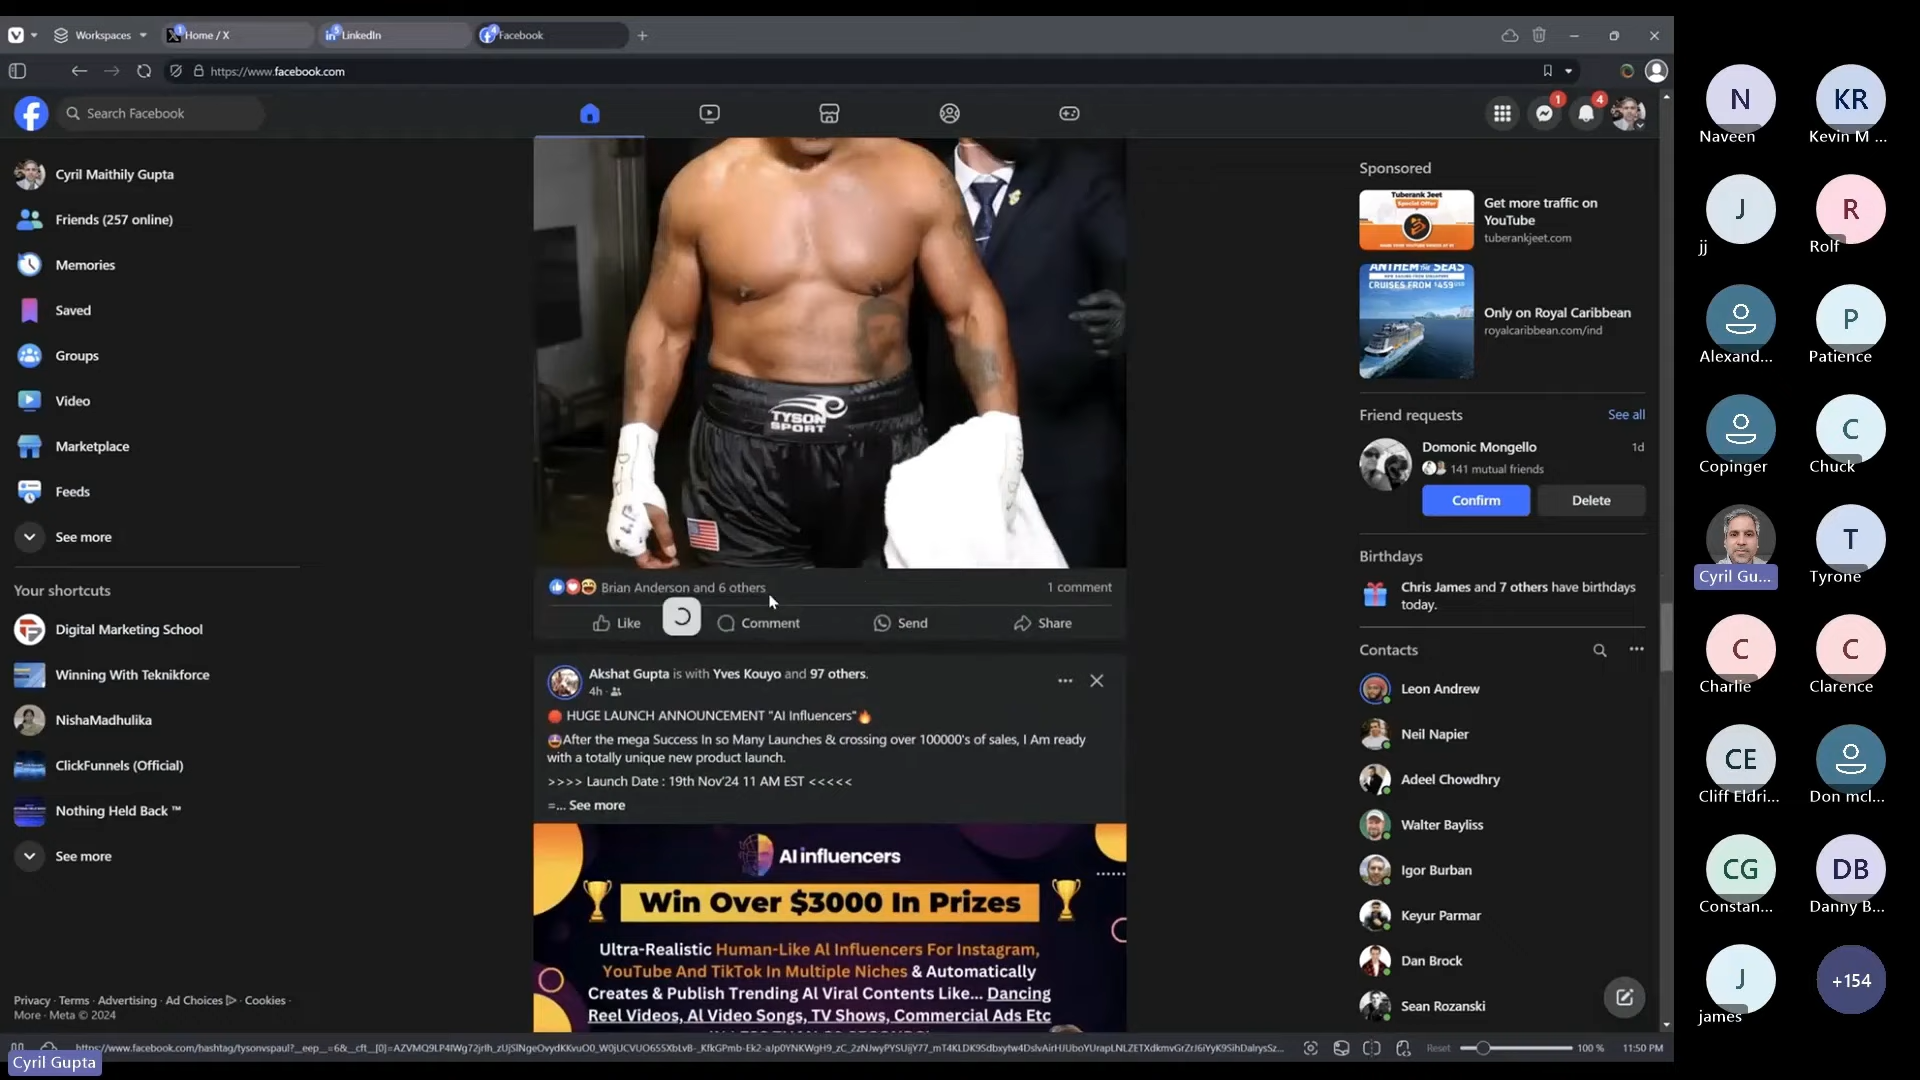 Workspaces
Home / X
LinkedIn
Facebook
https://www.facebook.com
Search Facebook
1
4
Cyril Maithily Gupta
Friends (257 online)
Memories
Saved
Groups
Video
Marketplace
Feeds
See more
Your shortcuts
Digital Marketing School
Winning With Teknikforce
NishaMadhulika
ClickFunnels (Official)
Nothing Held Back ™
See more
Privacy · Terms · Advertising · Ad Choices · Cookies ·
More · Meta © 2024
TYSON
SPORT
Brian Anderson and 6 others
1 comment
Like
Comment
Send
Share
Akshat Gupta is with Yves Kouyo and 97 others.
4h ·
HUGE LAUNCH ANNOUNCEMENT "AI Influencers"
After the mega Success In so Many Launches & crossing over 100000's of sales, I Am ready
with a totally unique new product launch.
>>>> Launch Date : 19th Nov'24 11 AM EST <<<<<
=... See more
AI influencers
Win Over $3000 In Prizes
Ultra-Realistic Human-Like AI Influencers For Instagram,
YouTube And TikTok In Multiple Niches & Automatically
Creates & Publish Trending AI Viral Contents Like... Dancing
Reel Videos, AI Video Songs, TV Shows, Commercial Ads Etc
Sponsored
Tuberank Jeet
Special Offer
Get more traffic on
YouTube
tuberankjeet.com
ANTHEM OF THE SEAS
CRUISES FROM $459
Only on Royal Caribbean
royalcaribbean.com/ind
Friend requests
See all
Domonic Mongello
1d
141 mutual friends
Confirm
Delete
Birthdays
Chris James and 7 others have birthdays
today.
Contacts
Leon Andrew
Neil Napier
Adeel Chowdhry
Walter Bayliss
Igor Burban
Keyur Parmar
Dan Brock
Sean Rozanski
Reset
100 %
11:50 PM
Cyril Gupta
N
Naveen
KR
Kevin M ...
J
jj
R
Rolf
Alexand...
P
Patience
Copinger
C
Chuck
Cyril Gu...
T
Tyrone
C
Charlie
C
Clarence
CE
Cliff Eldri...
Don mcl...
CG
Constan...
DB
Danny B...
J
james
+154